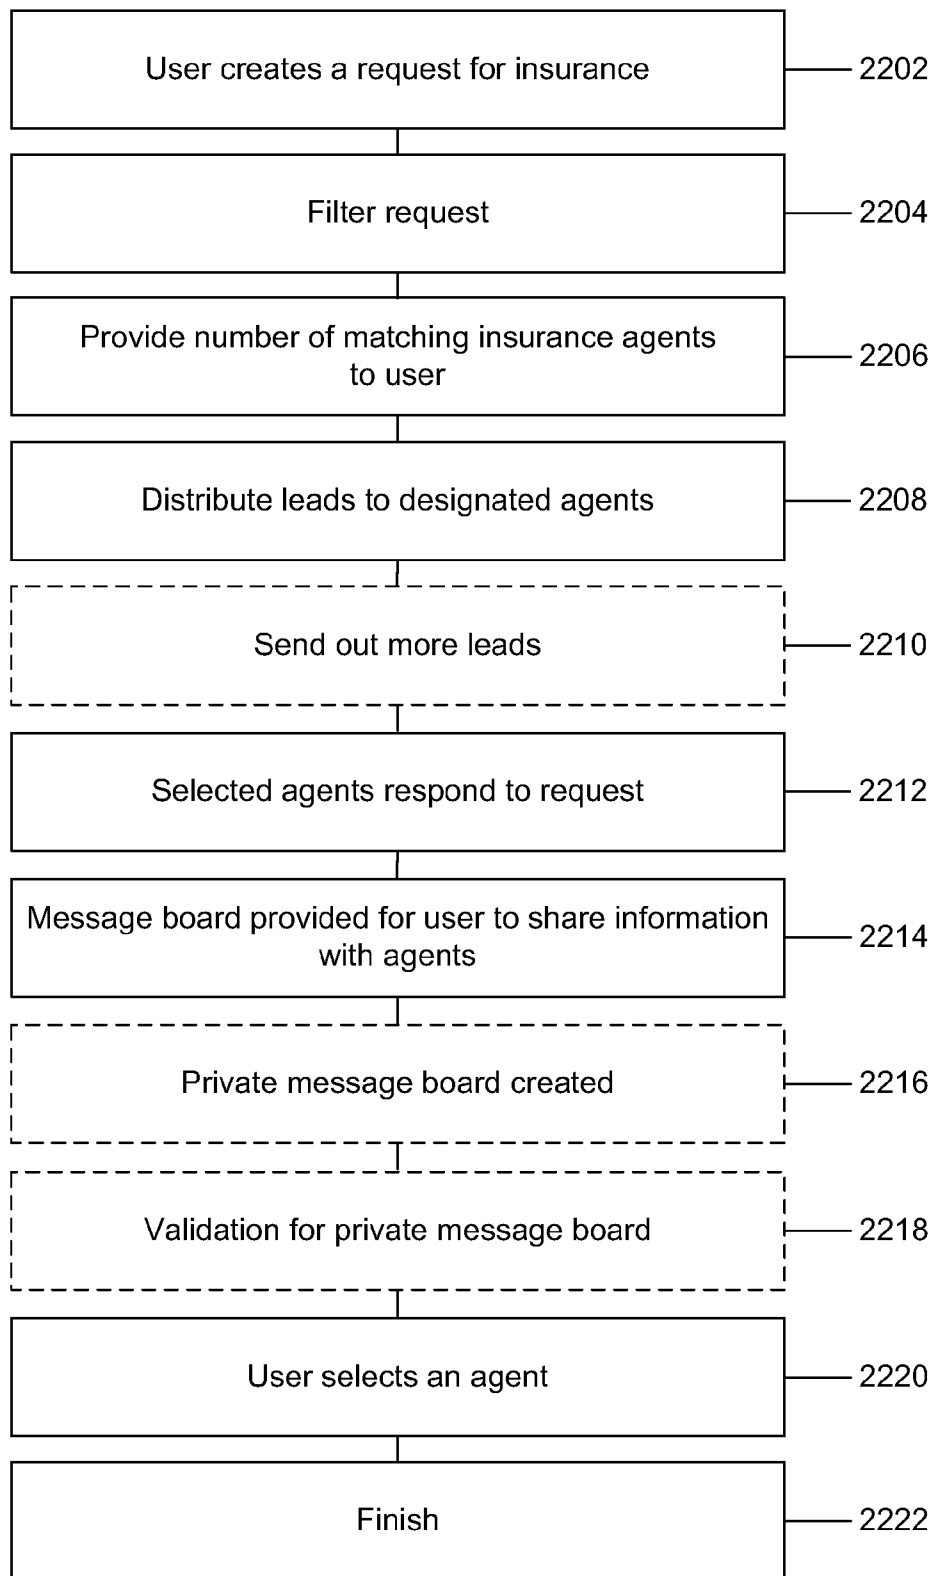 User creates a request for insurance
2202
Filter request
2204
Provide number of matching insurance agents
to user
2206
Distribute leads to designated agents
2208
Send out more leads
2210
Selected agents respond to request
2212
Message board provided for user to share information
with agents
2214
Private message board created
2216
Validation for private message board
2218
User selects an agent
2220
Finish
2222